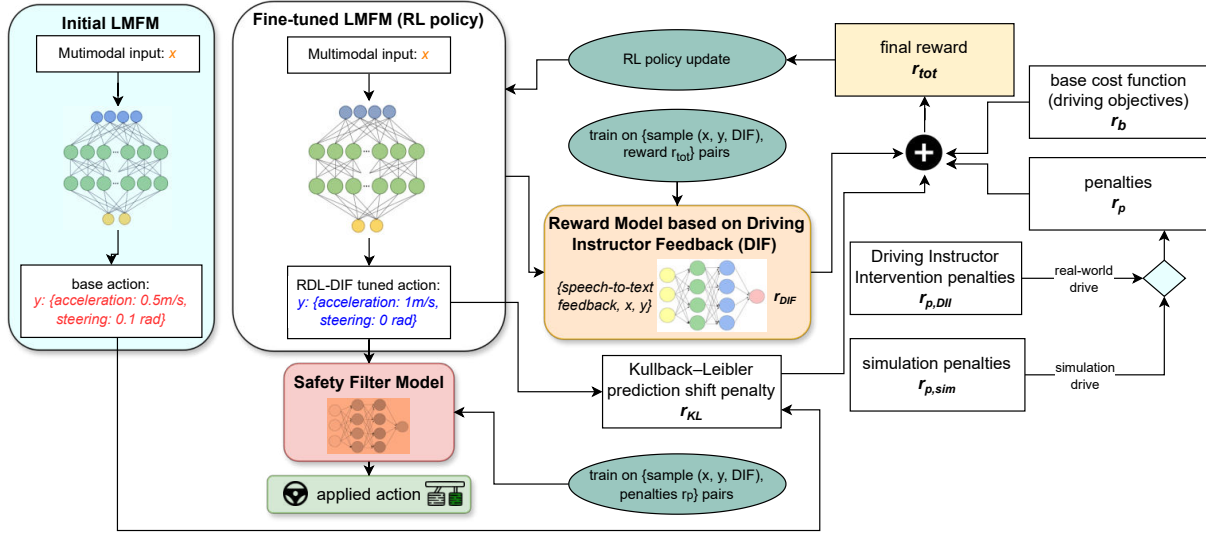 Initial LMFM
Mutimodal input: x
base action:
y: {acceleration: 0.5m/s,
steering: 0.1 rad}
Fine-tuned LMFM (RL policy)
Multimodal input: x
RDL-DIF tuned action:
y: {acceleration: 1m/s,
steering: 0 rad}
Safety Filter Model
applied action
RL policy update
train on {sample (x, y, DIF),
reward r_tot} pairs
Reward Model based on Driving
Instructor Feedback (DIF)
{speech-to-text
feedback, x, y}
r_DIF
Kullback–Leibler
prediction shift penalty
r_KL
train on {sample (x, y, DIF),
penalties rp} pairs
final reward
r_tot
base cost function
(driving objectives)
r_b
penalties
r_p
Driving Instructor
Intervention penalties
r_p,DII
real-world
drive
simulation penalties
r_p,sim
simulation
drive